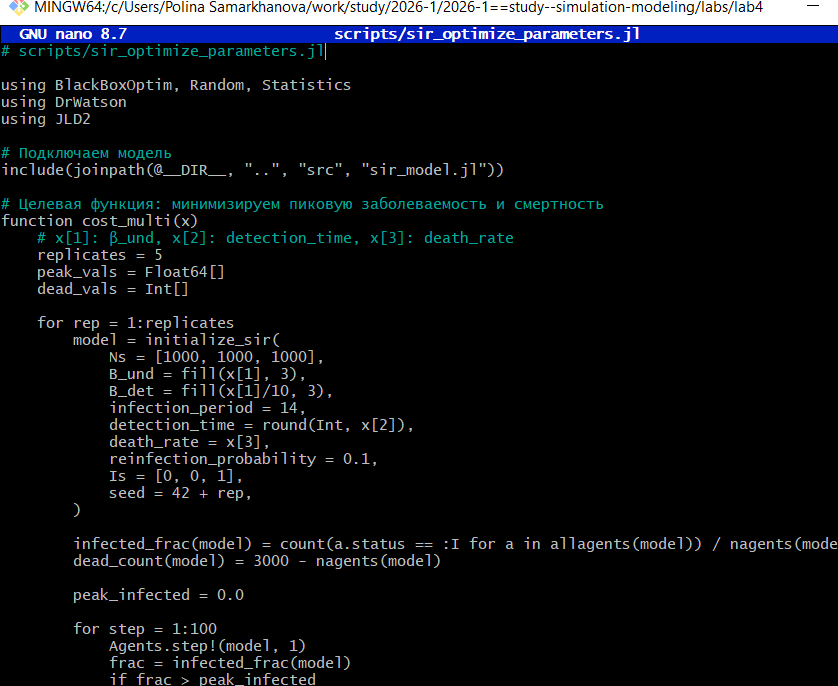 MINGW64:/c/Users/Polina Samarkhanova/work/study/2026-1/2026-1==study--simulation-modeling/labs/lab4
GNU nano 8.7 scripts/sir_optimize_parameters.jl
# scripts/sir_optimize_parameters.jl

using BlackBoxOptim, Random, Statistics
using DrWatson
using JLD2

# Подключаем модель
include(joinpath(@__DIR__, "..", "src", "sir_model.jl"))

# Целевая функция: минимизируем пиковую заболеваемость и смертность
function cost_multi(x)
    # x[1]: β_und, x[2]: detection_time, x[3]: death_rate
    replicates = 5
    peak_vals = Float64[]
    dead_vals = Int[]

    for rep = 1:replicates
        model = initialize_sir(
            Ns = [1000, 1000, 1000],
            B_und = fill(x[1], 3),
            B_det = fill(x[1]/10, 3),
            infection_period = 14,
            detection_time = round(Int, x[2]),
            death_rate = x[3],
            reinfection_probability = 0.1,
            Is = [0, 0, 1],
            seed = 42 + rep,
        )

        infected_frac(model) = count(a.status == :I for a in allagents(model)) / nagents(mode
        dead_count(model) = 3000 - nagents(model)

        peak_infected = 0.0

        for step = 1:100
            Agents.step!(model, 1)
            frac = infected_frac(model)
            if frac > peak_infected